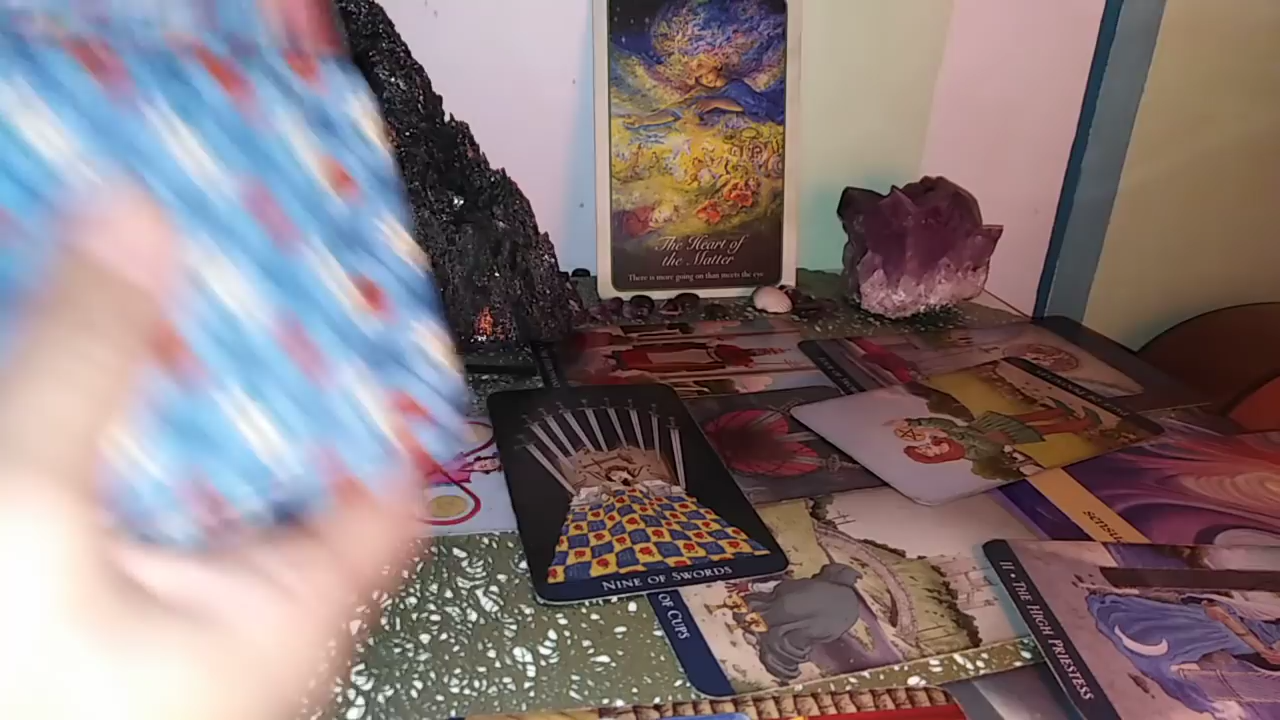 The Heart of
the Matter
There is more going on than meets the eye
NINE OF SWORDS
OF CUPS
II • THE HIGH PRIESTESS